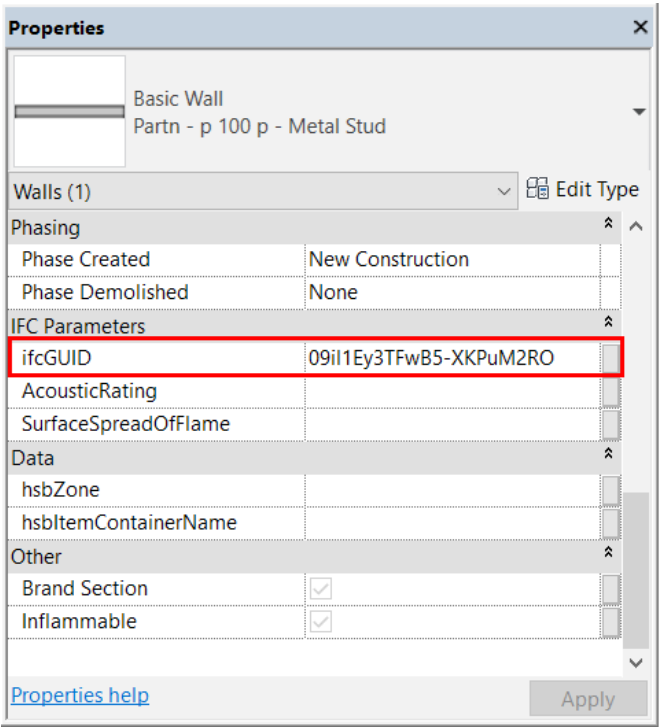 Properties
Basic Wall
Partn - p 100 p - Metal Stud
Walls (1) Edit Type
Phasing
Phase Created New Construction
Phase Demolished None
IFC Parameters
ifcGUID 09iI1Ey3TFwB5-XKPuM2RO
AcousticRating
SurfaceSpreadOfFlame
Data
hsbZone
hsbItemContainerName
Other
Brand Section
Inflammable
Properties help Apply